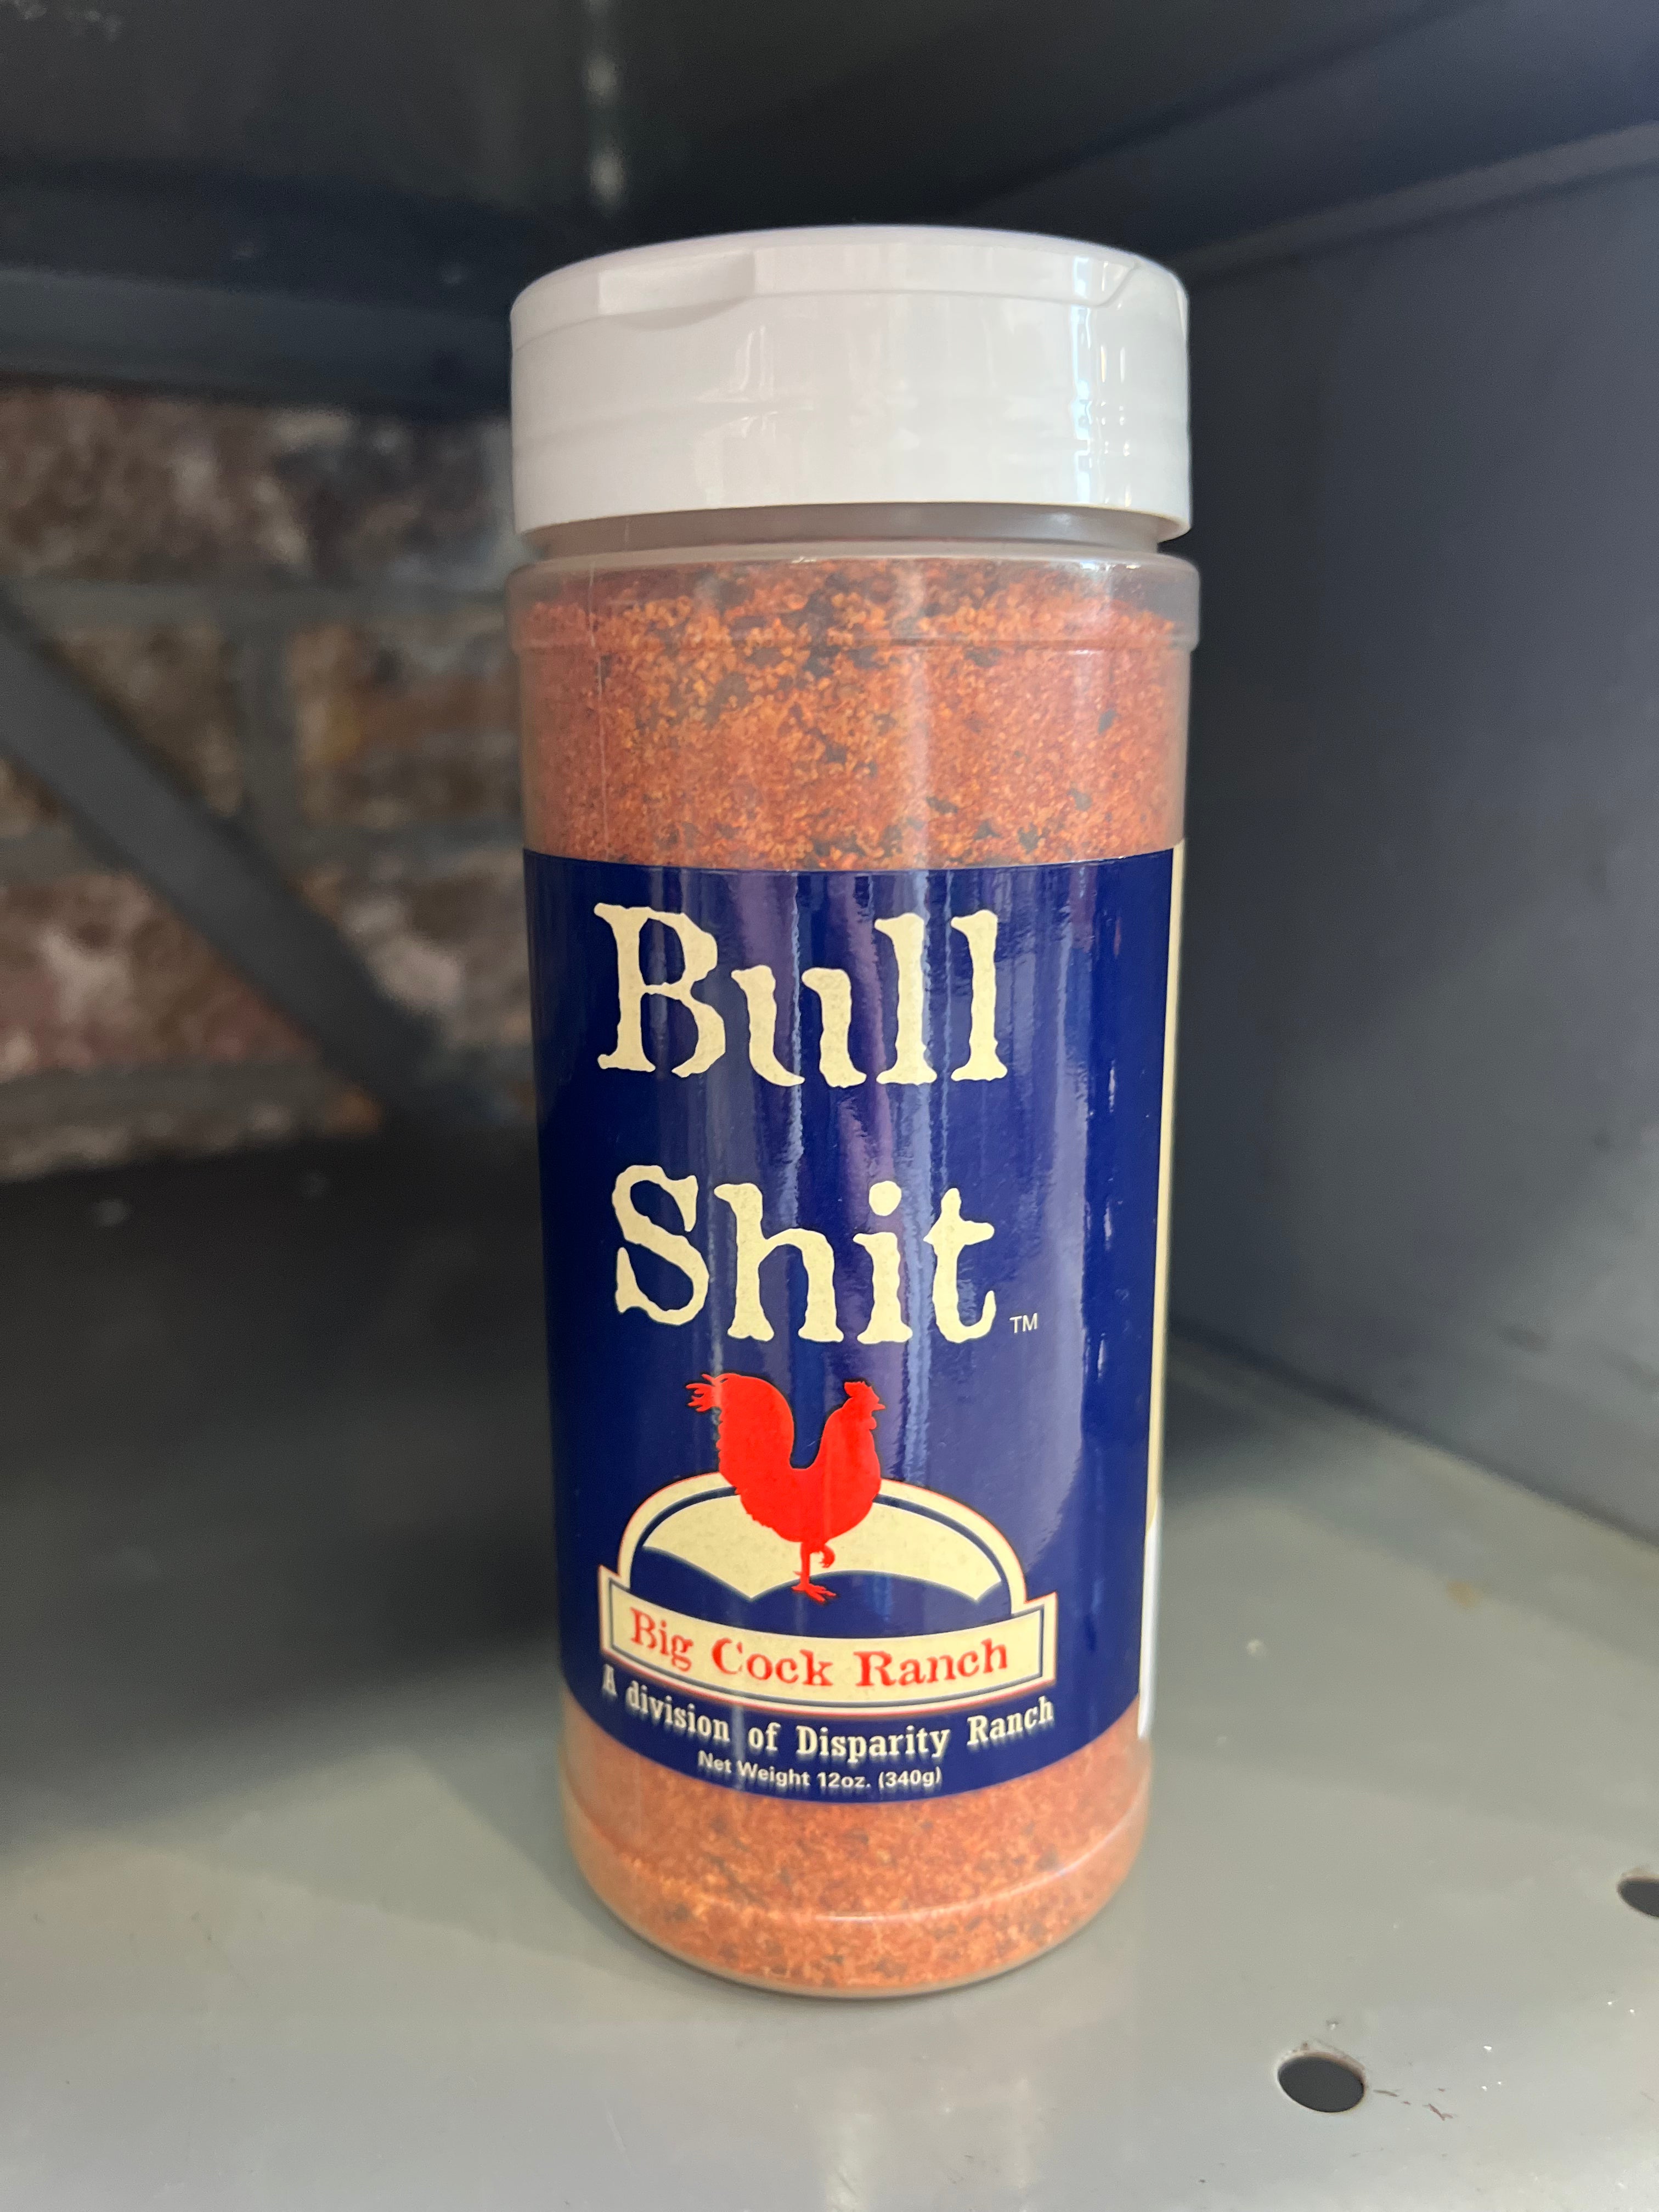 Bull
Shit™
Big Cock Ranch
A division of Disparity Ranch
Net Weight 12oz. (340g)